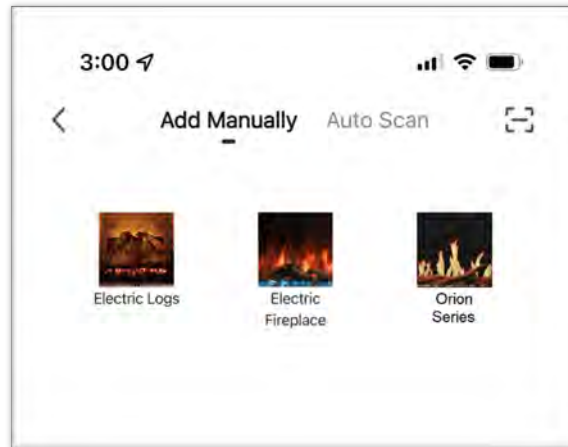 3:00
Add Manually Auto Scan
Electric Logs
Electric
Fireplace
Orion
Series